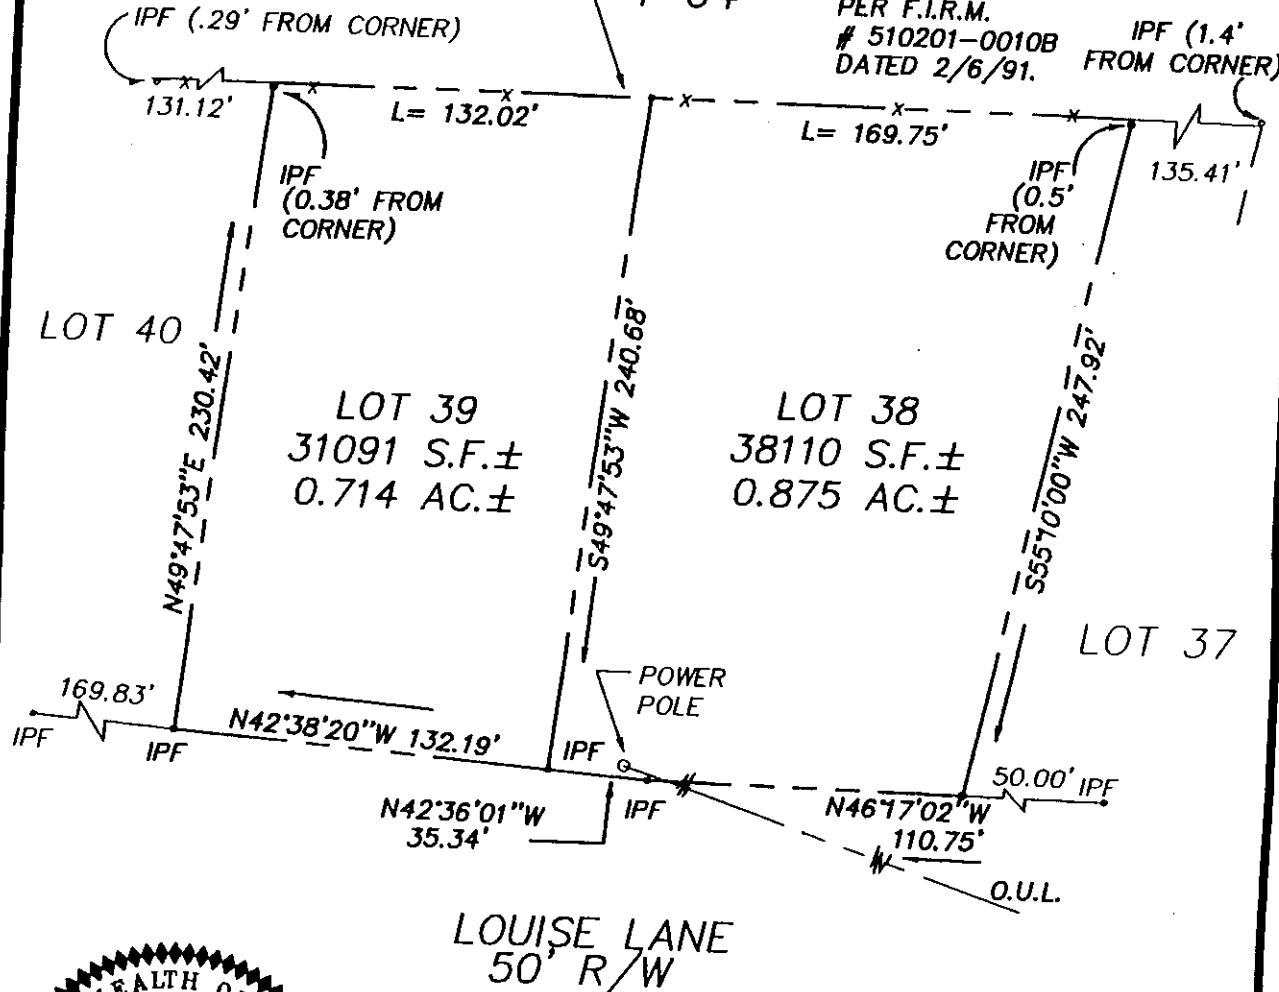 IPF (.29' FROM CORNER)
PER F.I.R.M.
# 510201-0010B
DATED 2/6/91.
IPF (1.4'
FROM CORNER)
131.12'
L= 132.02'
L= 169.75'
135.41'
IPF
(0.38' FROM
CORNER)
IPF
(0.5'
FROM
CORNER)
LOT 40
N49°47'53"E 230.42'
LOT 39
31091 S.F.±
0.714 AC.±
S49°47'53"W 240.68'
LOT 38
38110 S.F.±
0.875 AC.±
S55°10'00"W 247.92'
LOT 37
169.83'
IPF
IPF
N42°38'20"W 132.19'
IPF
POWER
POLE
N42°36'01"W
35.34'
IPF
N46°17'02"W
110.75'
50.00' IPF
O.U.L.
LOUISE LANE
50' R/W